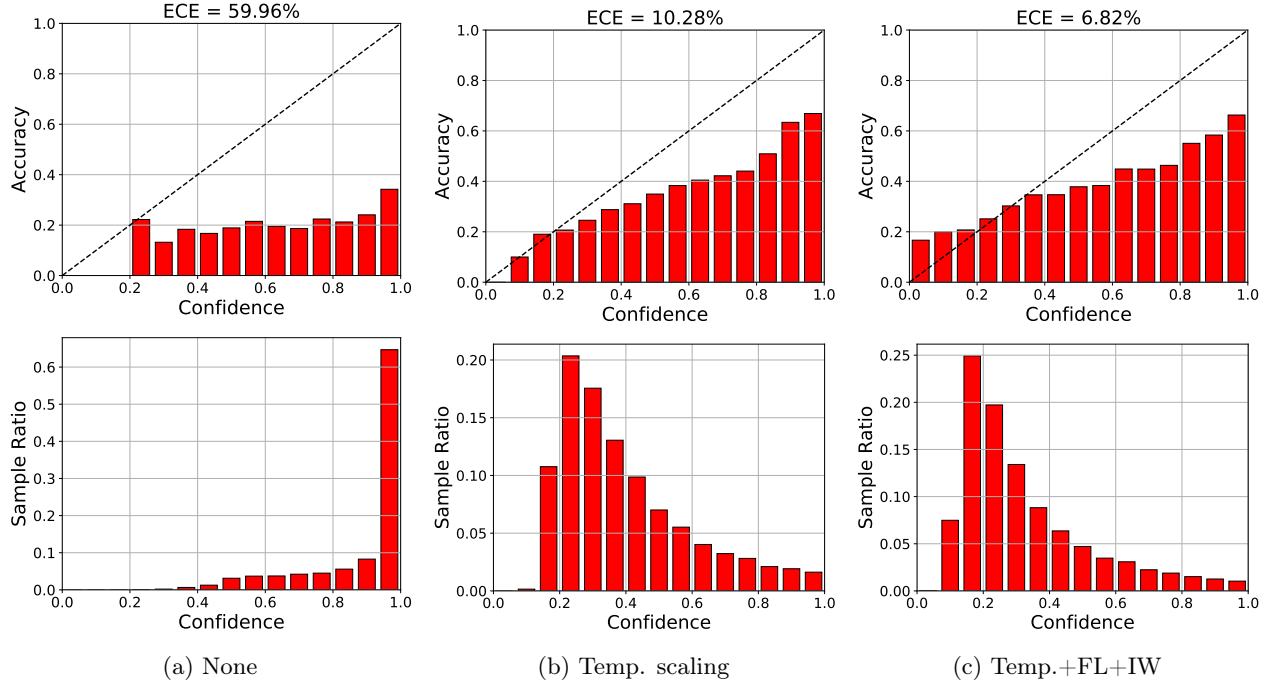 ECE = 59.96%
1.0
0.8
0.6
0.4
0.2
0.0
Accuracy
0.0 0.2 0.4 0.6 0.8 1.0
Confidence
ECE = 10.28%
1.0
0.8
0.6
0.4
0.2
0.0
Accuracy
0.0 0.2 0.4 0.6 0.8 1.0
Confidence
ECE = 6.82%
1.0
0.8
0.6
0.4
0.2
0.0
Accuracy
0.0 0.2 0.4 0.6 0.8 1.0
Confidence
0.6
0.5
0.4
0.3
0.2
0.1
0.0
Sample Ratio
0.0 0.2 0.4 0.6 0.8 1.0
Confidence
0.20
0.15
0.10
0.05
0.00
Sample Ratio
0.0 0.2 0.4 0.6 0.8 1.0
Confidence
0.25
0.20
0.15
0.10
0.05
0.00
Sample Ratio
0.0 0.2 0.4 0.6 0.8 1.0
Confidence
(a) None
(b) Temp. scaling
(c) Temp.+FL+IW